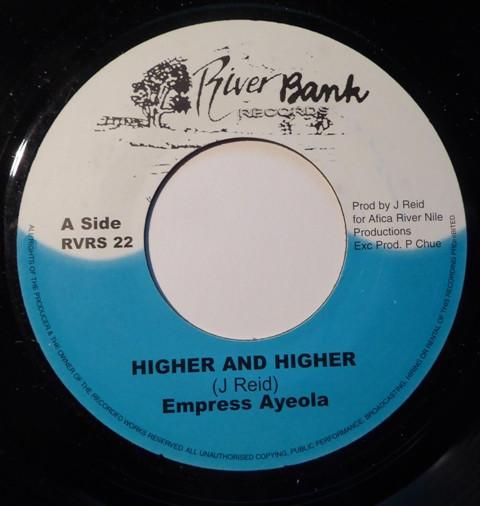 River Bank
RECORDS
A Side
RVRS 22
Prod by J Reid
for Afica River Nile
Productions
Exc Prod. P Chue
HIGHER AND HIGHER
(J Reid)
Empress Ayeola
ALL RIGHTS OF THE PRODUCER & THE OWNER OF THE RECORDED WORKS RESERVED. ALL UNAUTHORISED COPYING, PUBLIC PERFORMANCE, BROADCASTING, HIRING OR RENTAL OF THIS RECORDING PROHIBITED.